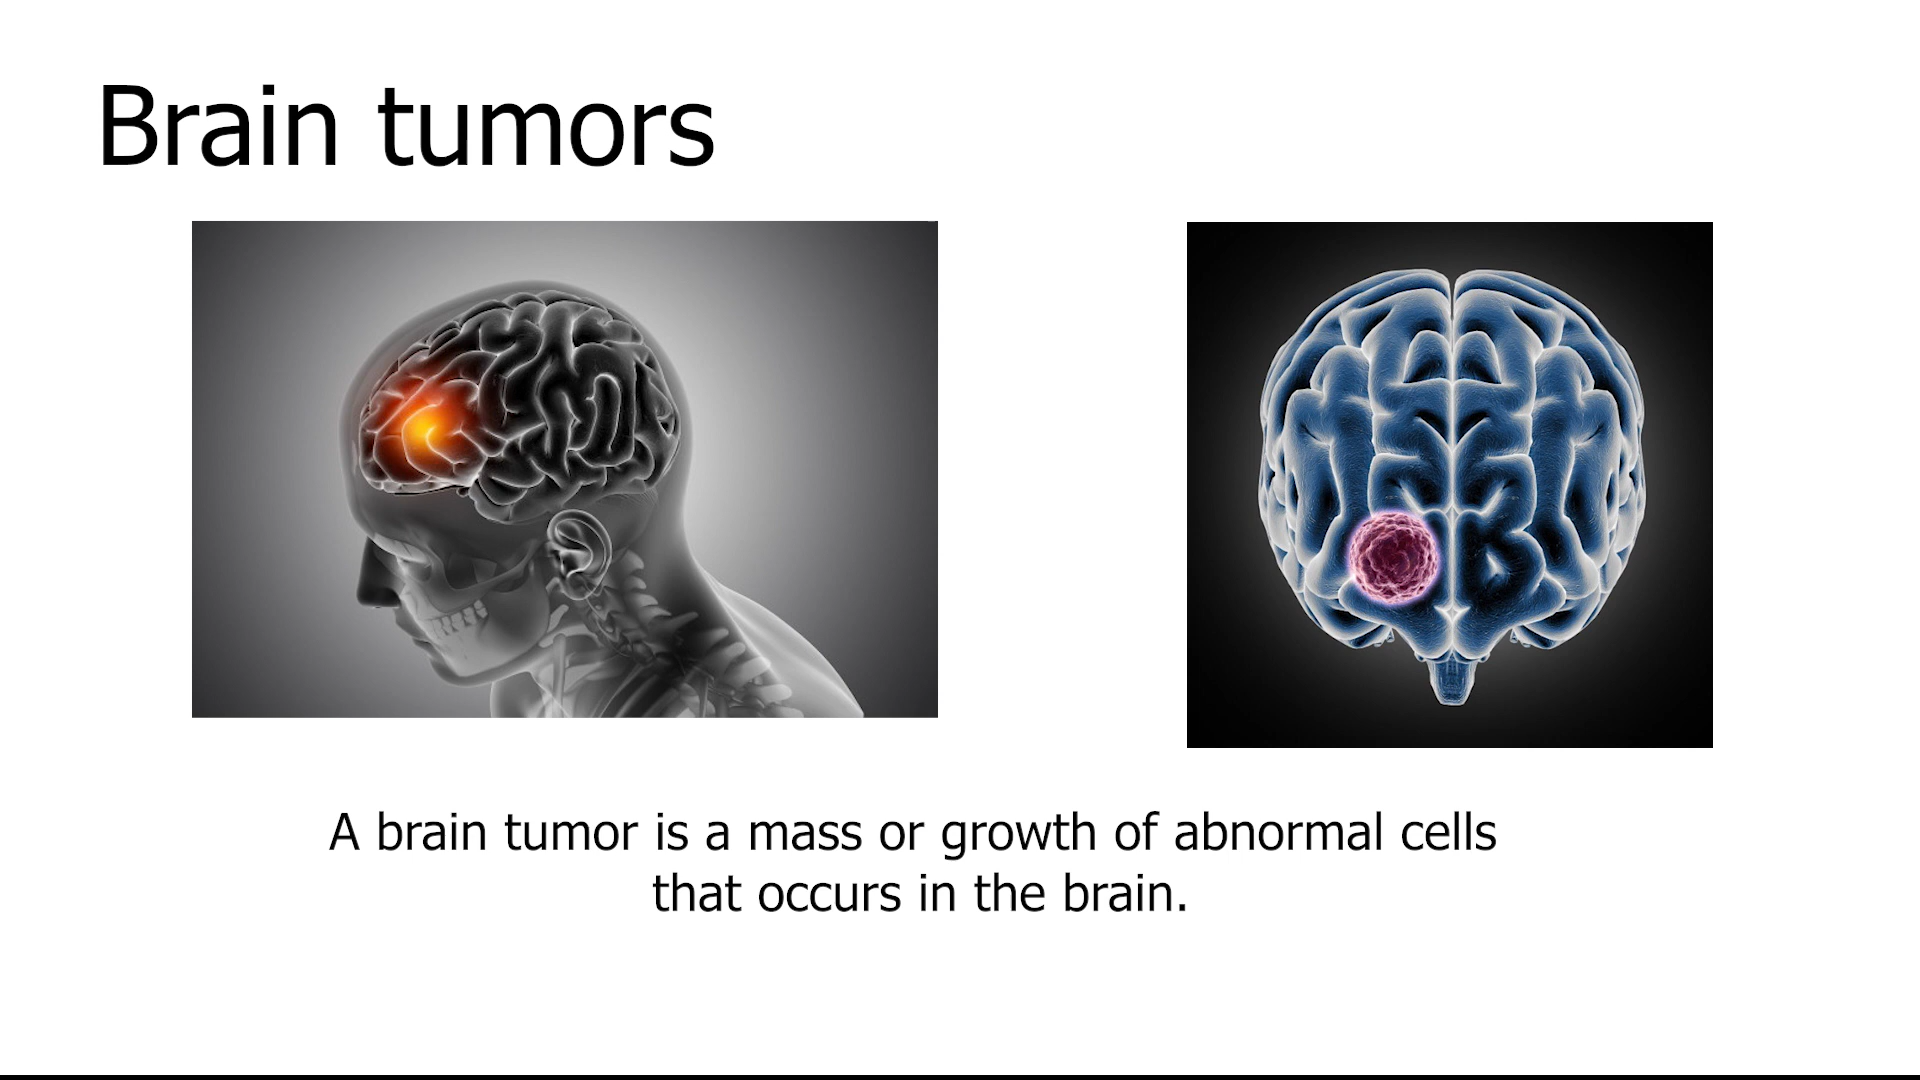 Brain tumors
A brain tumor is a mass or growth of abnormal cells
that occurs in the brain.